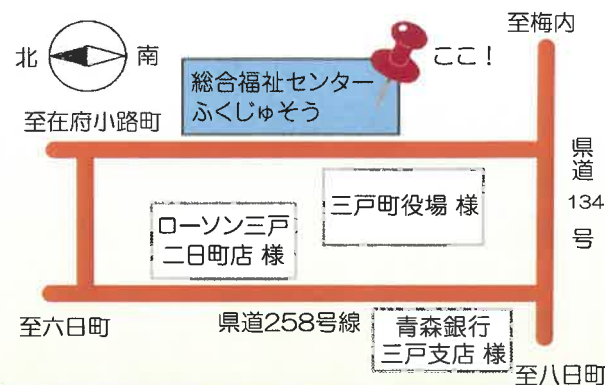 至梅内
北
南
ここ!
総合福祉センター
ふくじゅそう
至在府小路町
県道
134
号
三戸町役場 様
ローソン三戸
二日町店 様
至六日町
県道258号線
青森銀行
三戸支店 様
至八日町